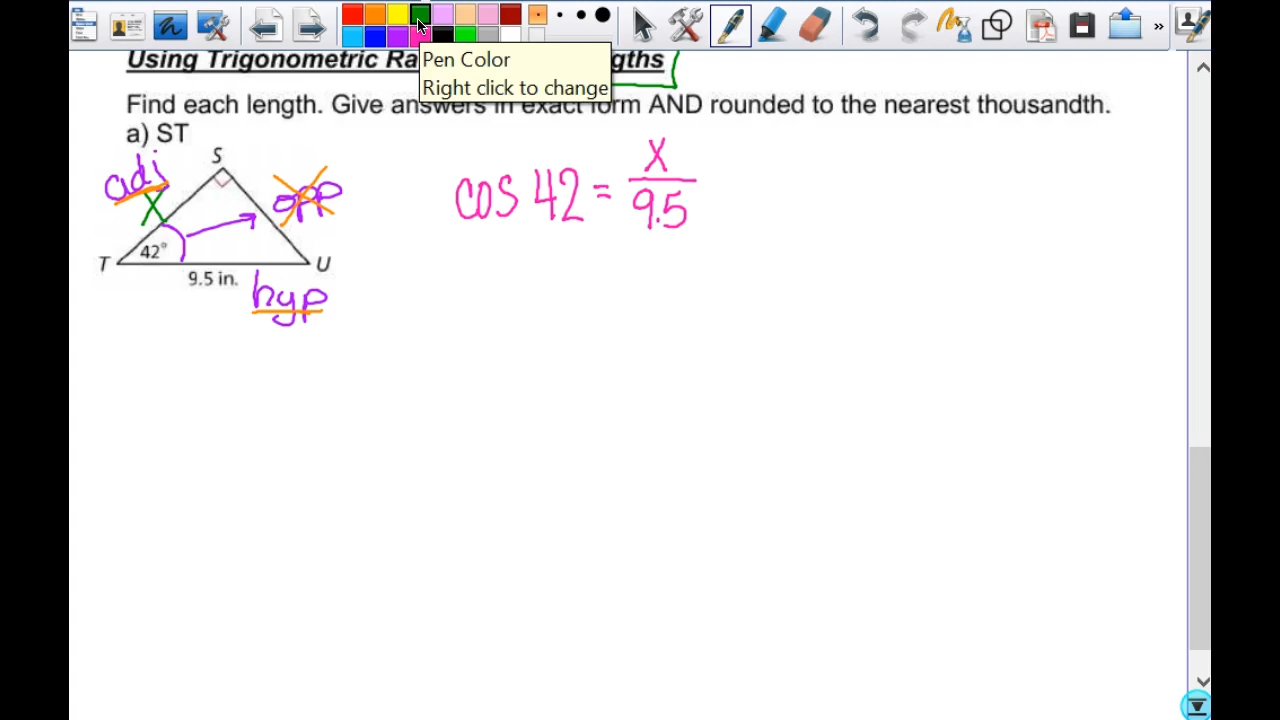 Using Trigonometric Ra gths
Pen Color
Right click to change
Find each length. Give answers in exact form AND rounded to the nearest thousandth.
a) ST
S
adj
X
opp
cos 42 = X
9.5
42°
T
U
9.5 in.
hyp
»